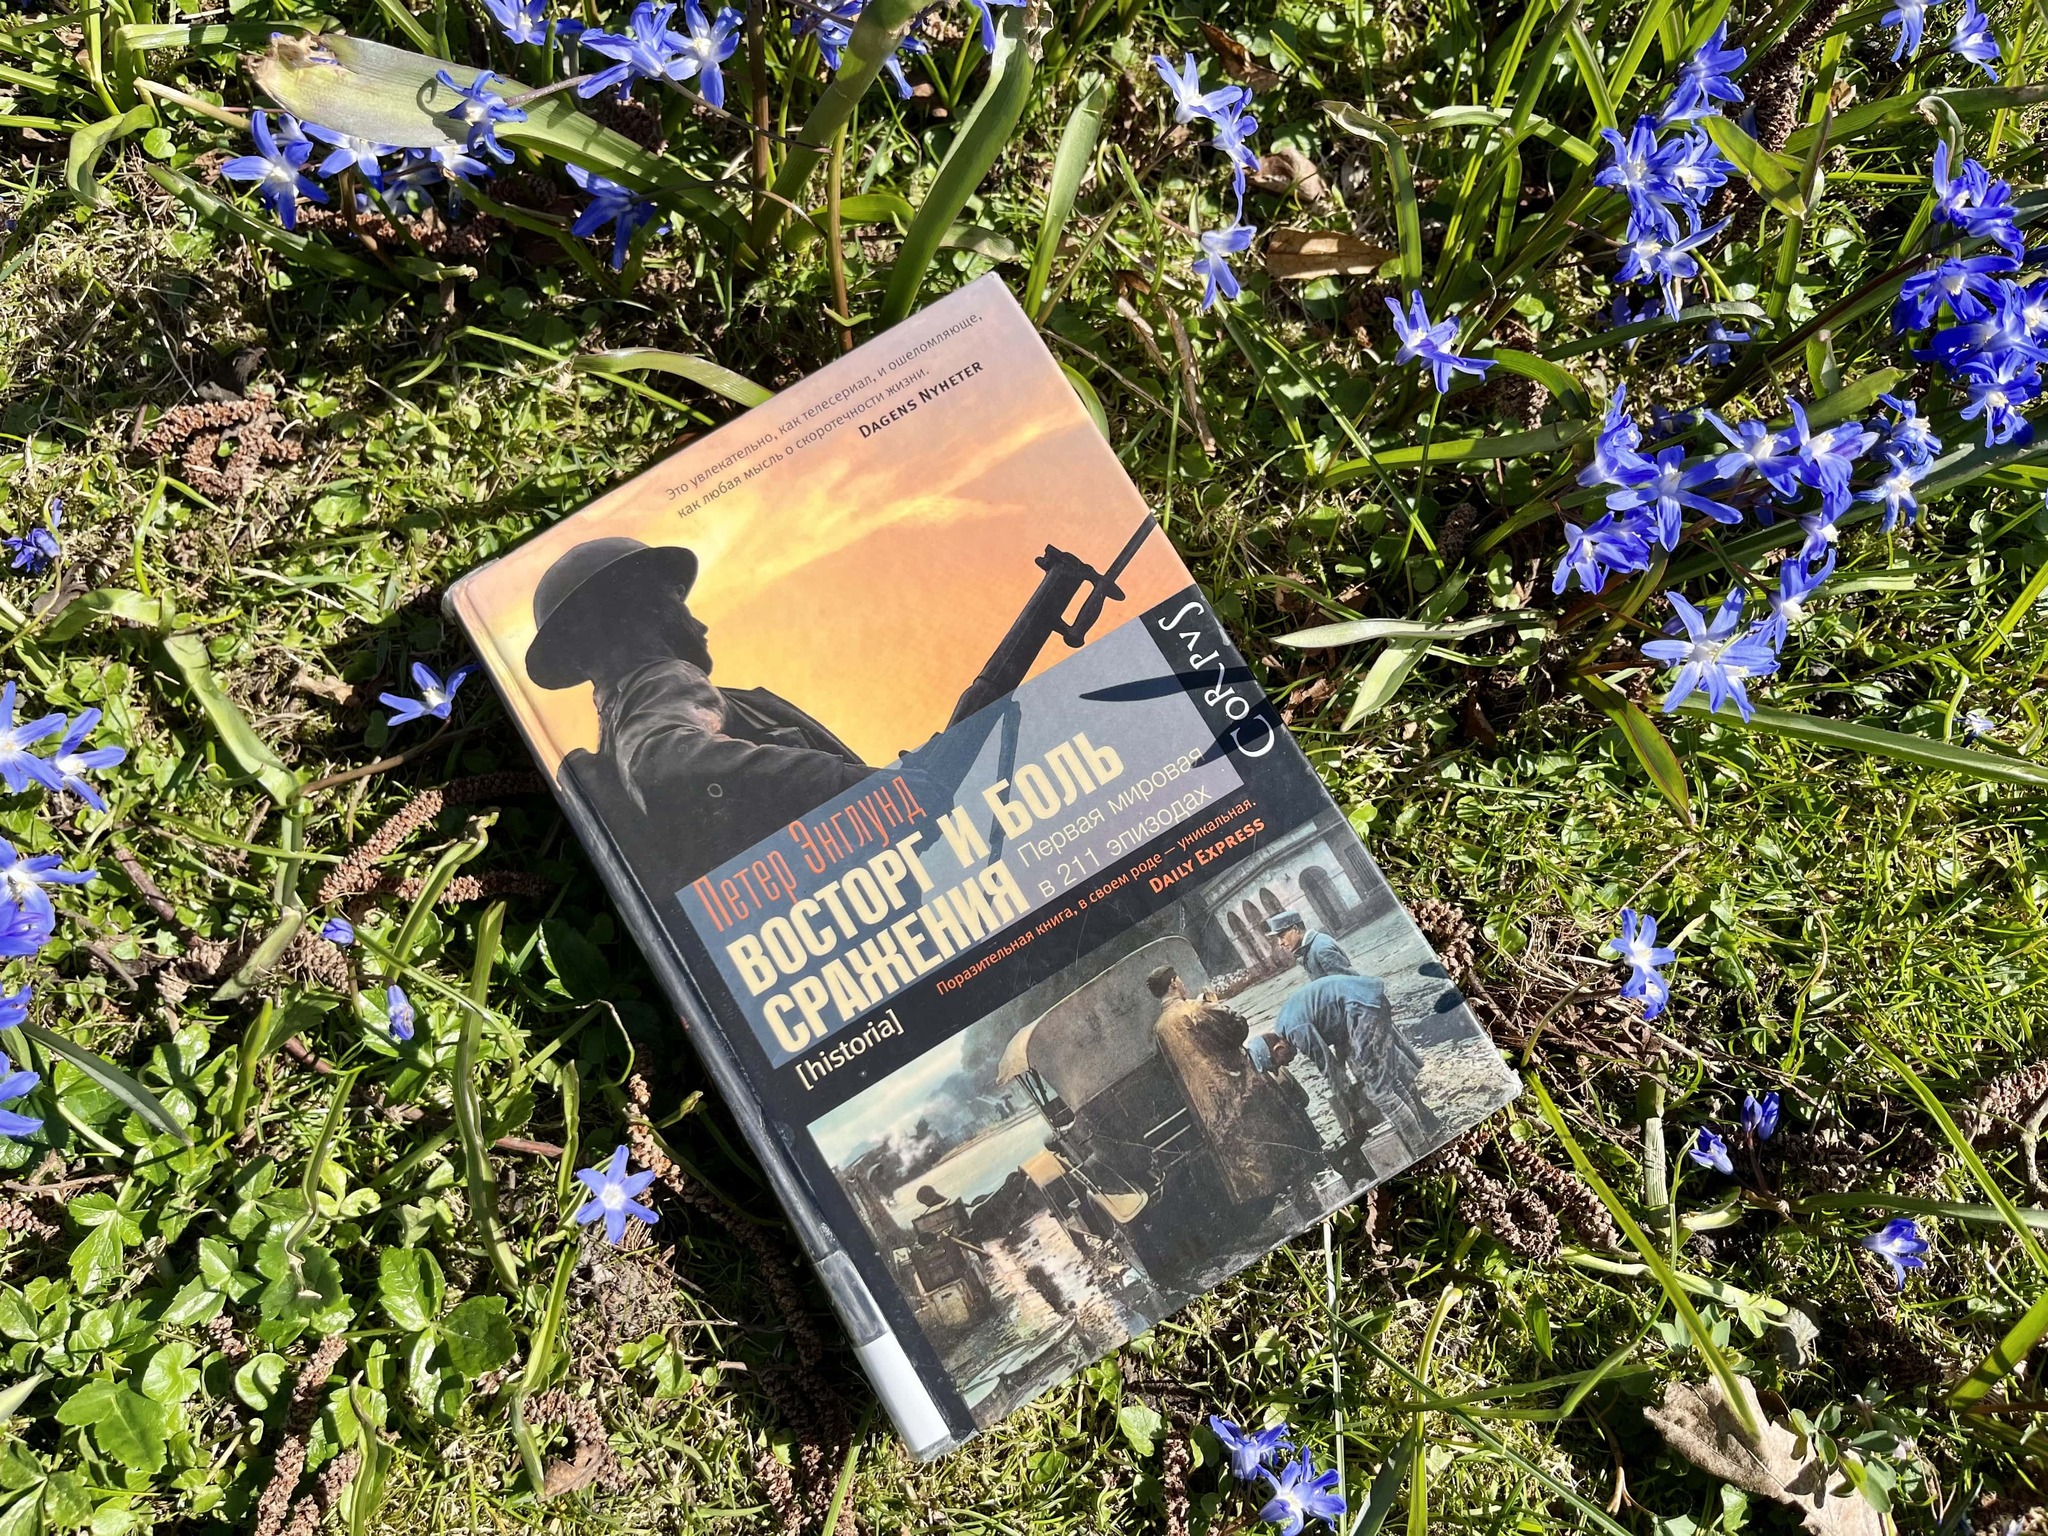 Это увлекательно, как телесериал, и ошеломляюще,
как любая мысль о скоротечности жизни.
DAGENS NYHETER
CORPVS
Петер Энглунд
ВОСТОРГ И БОЛЬ
СРАЖЕНИЯ
Первая мировая
в 211 эпизодах
Поразительная книга, в своем роде — уникальная.
DAILY EXPRESS
[historia]